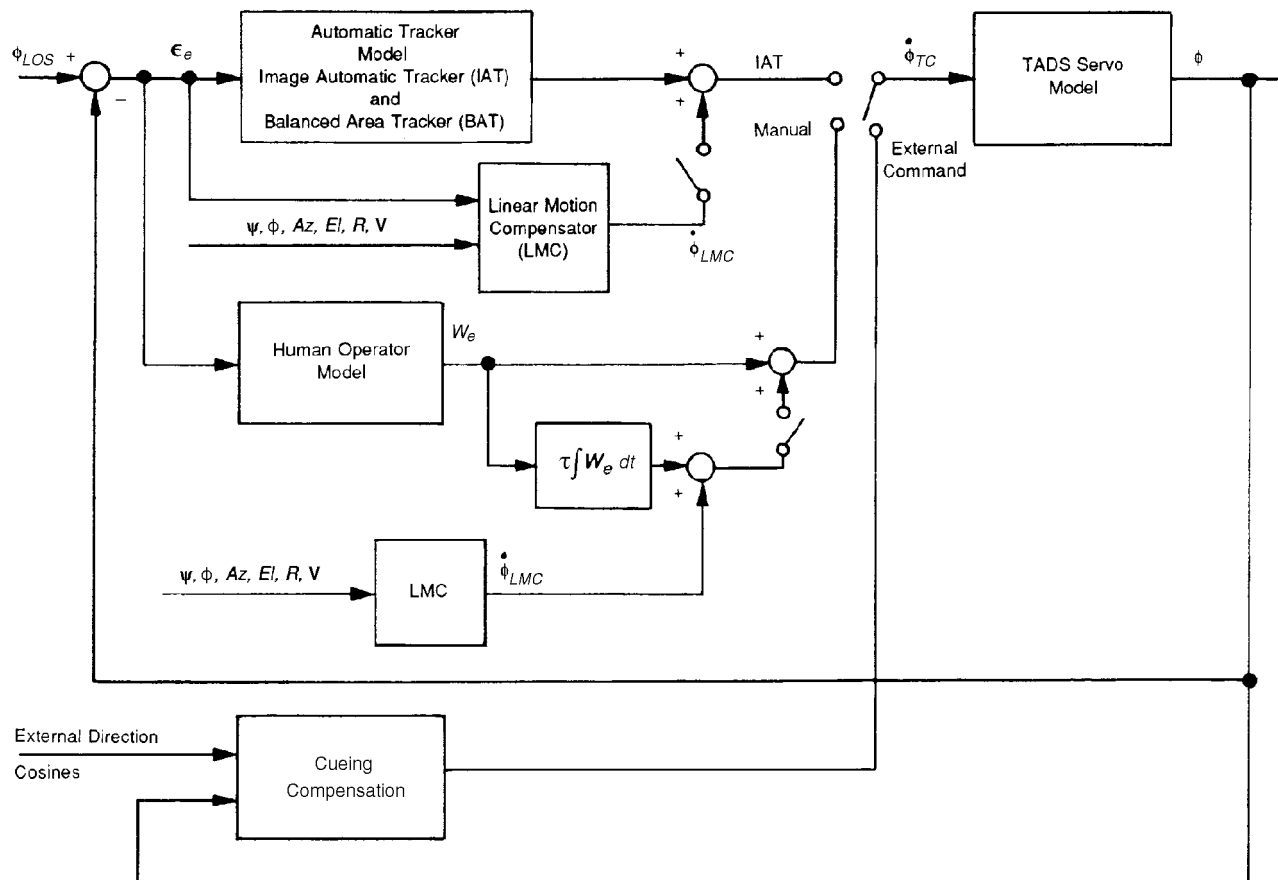 ϕLOS
+
−
ϵe
Automatic Tracker
Model
Image Automatic Tracker (IAT)
and
Balanced Area Tracker (BAT)
+
+
IAT
Manual
External
Command
ϕ̇TC
TADS Servo
Model
ϕ
ψ, ϕ, Az, El, R, V
Linear Motion
Compensator
(LMC)
ϕ̇LMC
Human Operator
Model
We
+
+
τ∫We dt
+
+
ψ, ϕ, Az, El, R, V
LMC
ϕ̇LMC
External Direction
Cosines
Cueing
Compensation